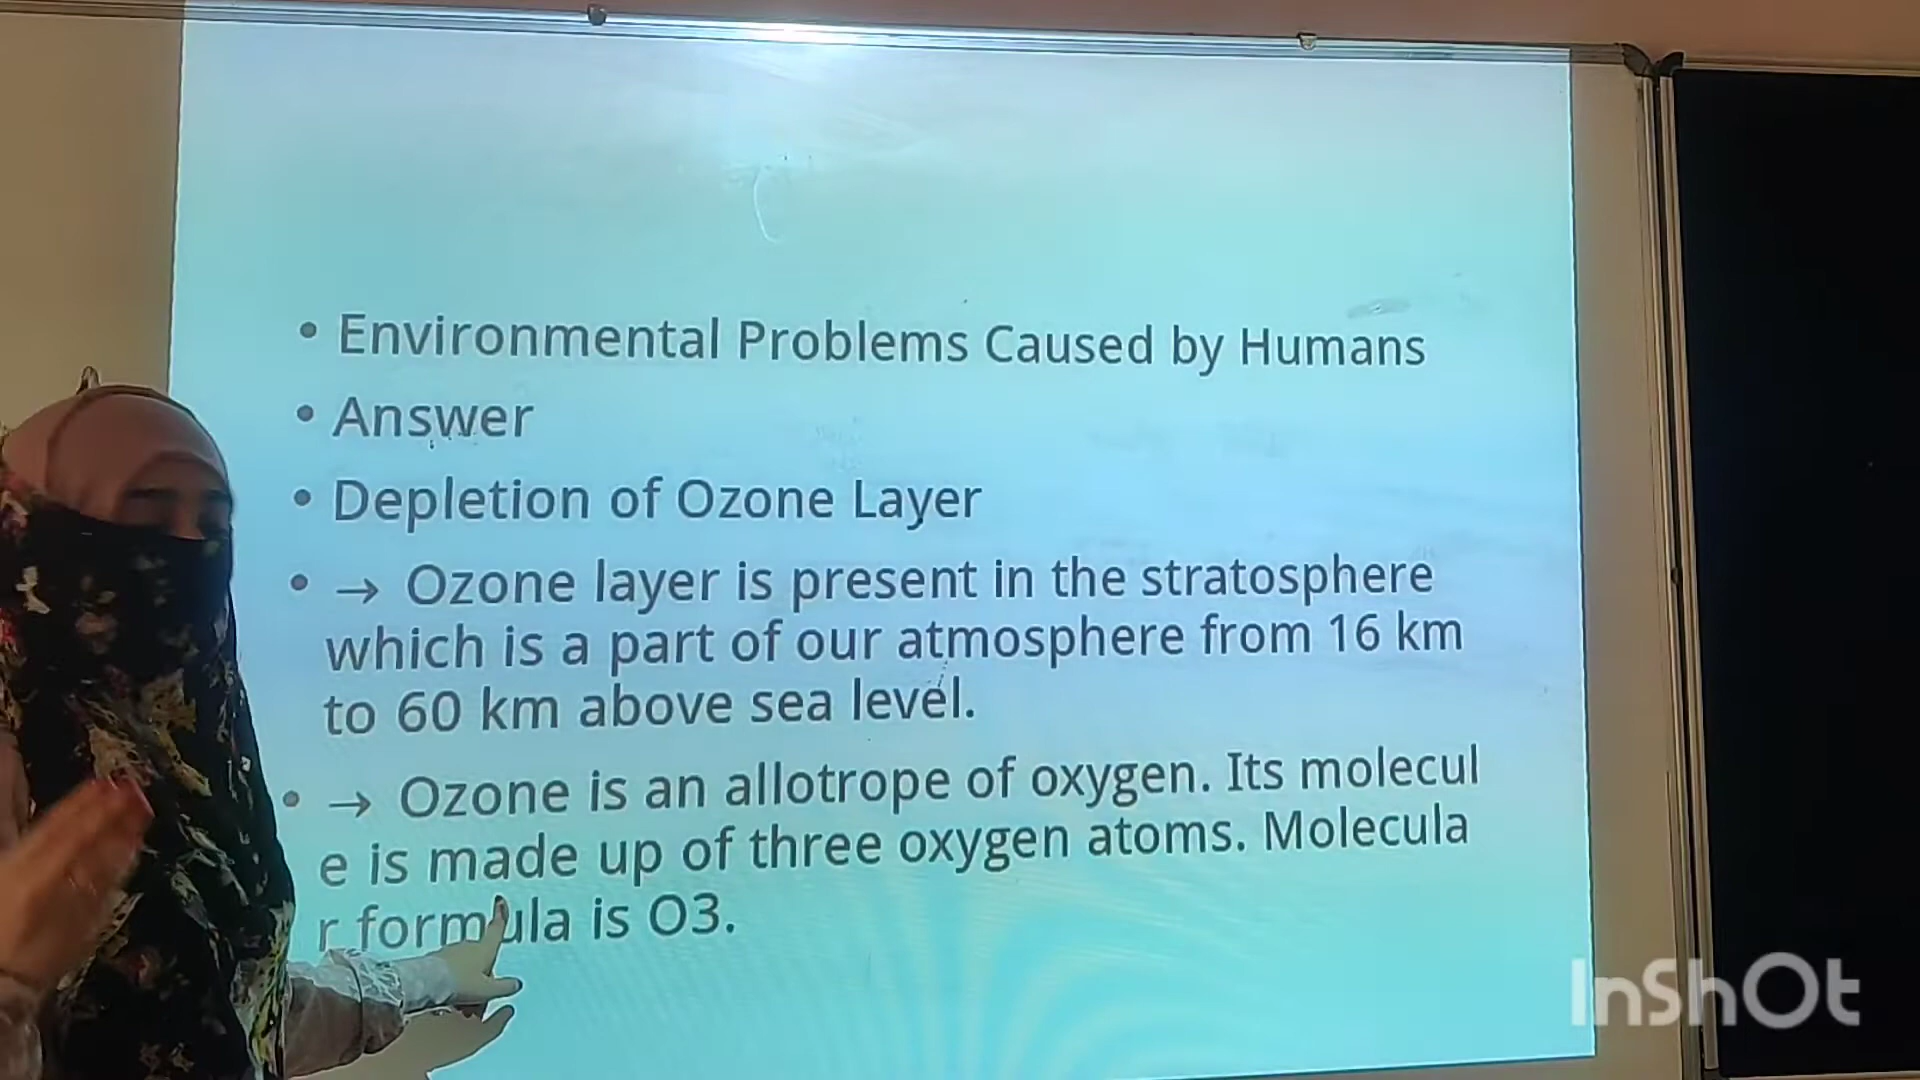 • Environmental Problems Caused by Humans
• Answer
• Depletion of Ozone Layer
• → Ozone layer is present in the stratosphere
which is a part of our atmosphere from 16 km
to 60 km above sea level.
• → Ozone is an allotrope of oxygen. Its molecul
e is made up of three oxygen atoms. Molecula
r formula is O3.
InShOt